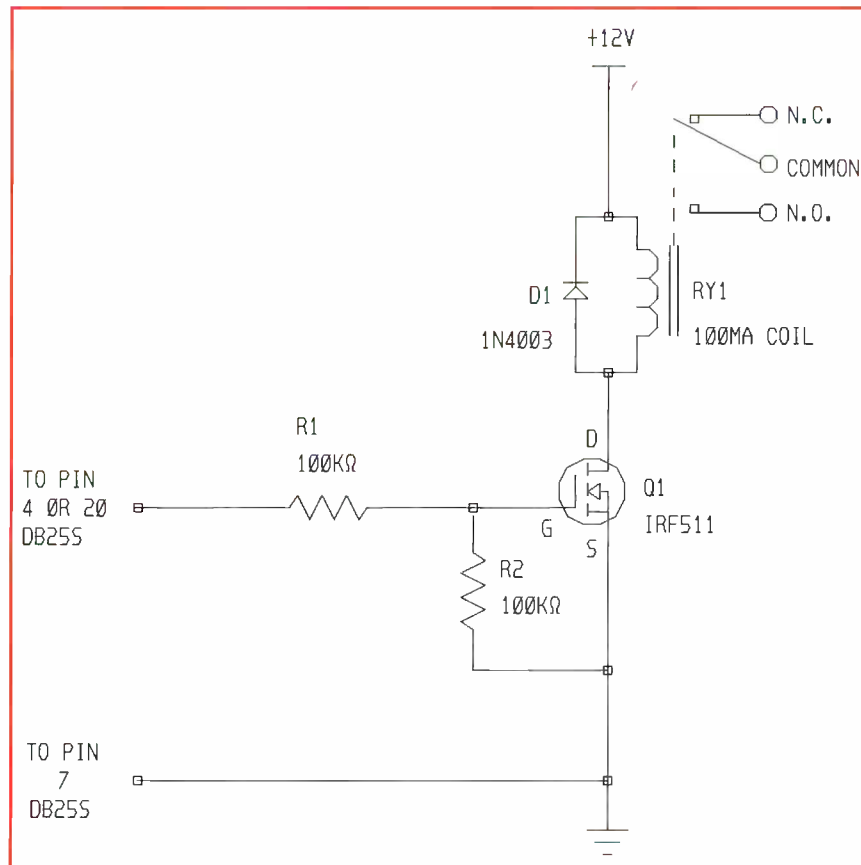 +12V
N.C.
COMMON
N.O.
D1
1N4003
RY1
100MA COIL
R1
100KΩ
D
TO PIN
4 OR 20
DB25S
Q1
IRF511
G
S
R2
100KΩ
TO PIN
7
DB25S